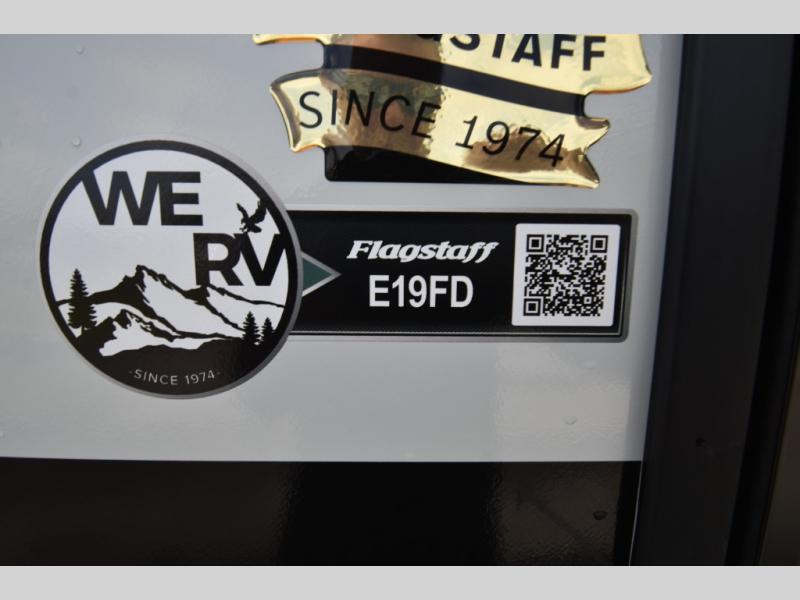 STAFF
SINCE 1974
WE
RV
-SINCE 1974-
Flagstaff
E19FD